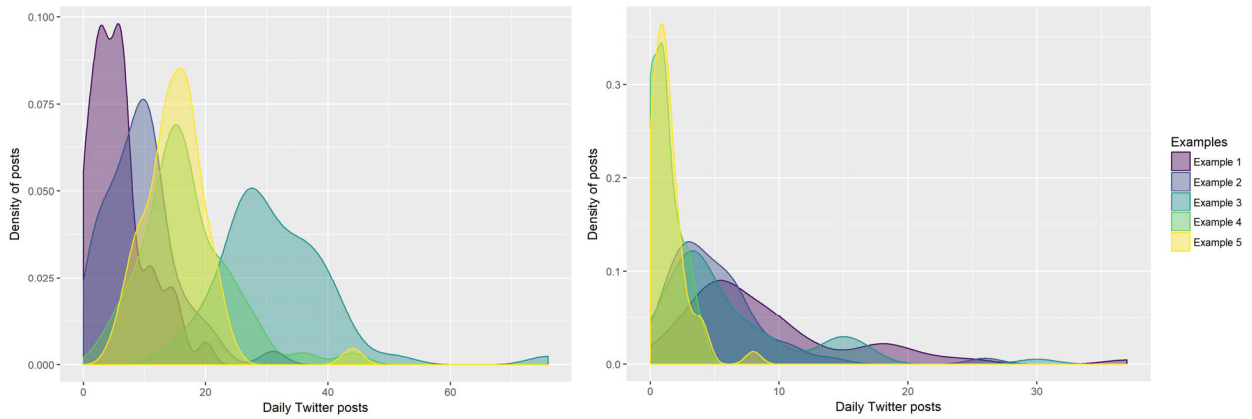 0.100
0.075
0.050
0.025
0.000
Density of posts
0 20 40 60
Daily Twitter posts
0.3
0.2
0.1
0.0
Density of posts
0 10 20 30
Daily Twitter posts
Examples
Example 1
Example 2
Example 3
Example 4
Example 5